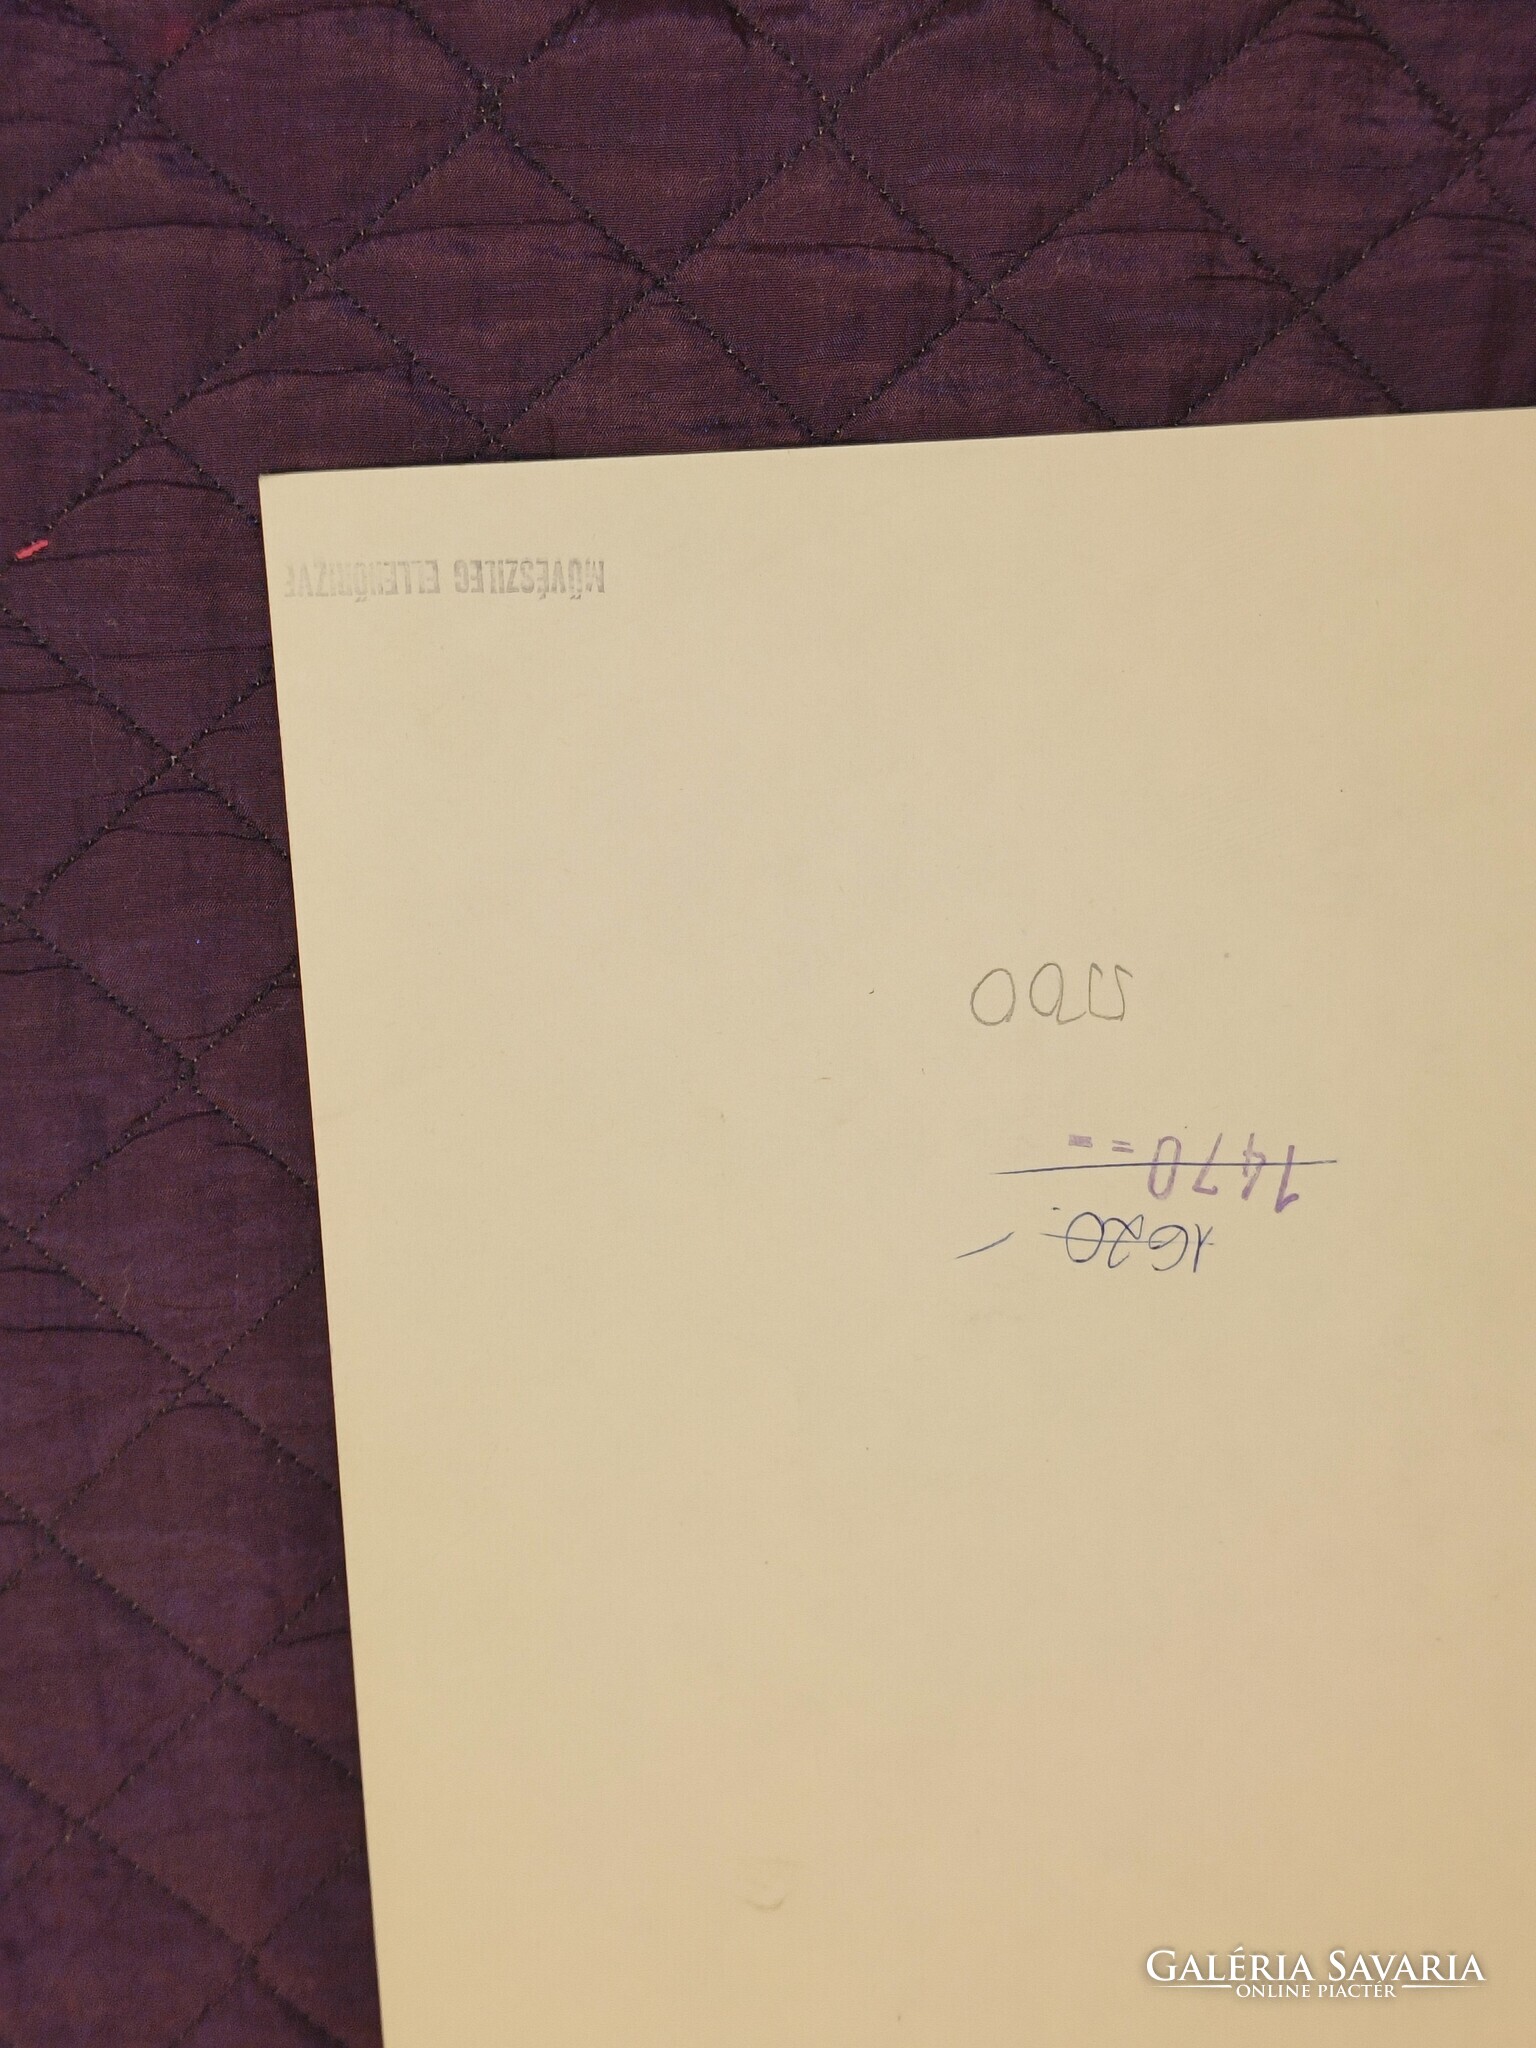 MŰVÉSZILEG ELLENŐRIZVE
1620.
1470 = =
GALÉRIA SAVARIA
ONLINE PIACTÉR